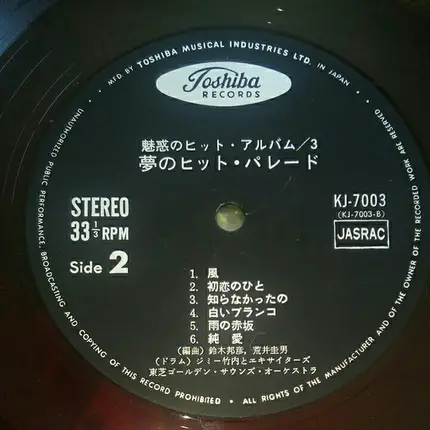 • MFD. BY TOSHIBA MUSICAL INDUSTRIES LTD. IN JAPAN •
Toshiba
RECORDS
魅惑のヒット・アルバム/3
夢のヒット・パレード
STEREO
33 1/3 RPM
Side 2
KJ-7003
(KJ-7003-B)
JASRAC
1. 風
2. 初恋のひと
3. 知らなかったの
4. 白いブランコ
5. 雨の赤坂
6. 純愛
(編曲)鈴木邦彦,荒井圭男
(ドラム)ジミー竹内とエキサイターズ
東芝ゴールデン・サウンズ・オーケストラ
UNAUTHORIZED PUBLIC PERFORMANCE, BROADCASTING AND COPYING OF THIS RECORD PROHIBITED • ALL RIGHTS OF THE MANUFACTURER AND OF THE OWNER OF THE RECORDED WORK ARE RESERVED